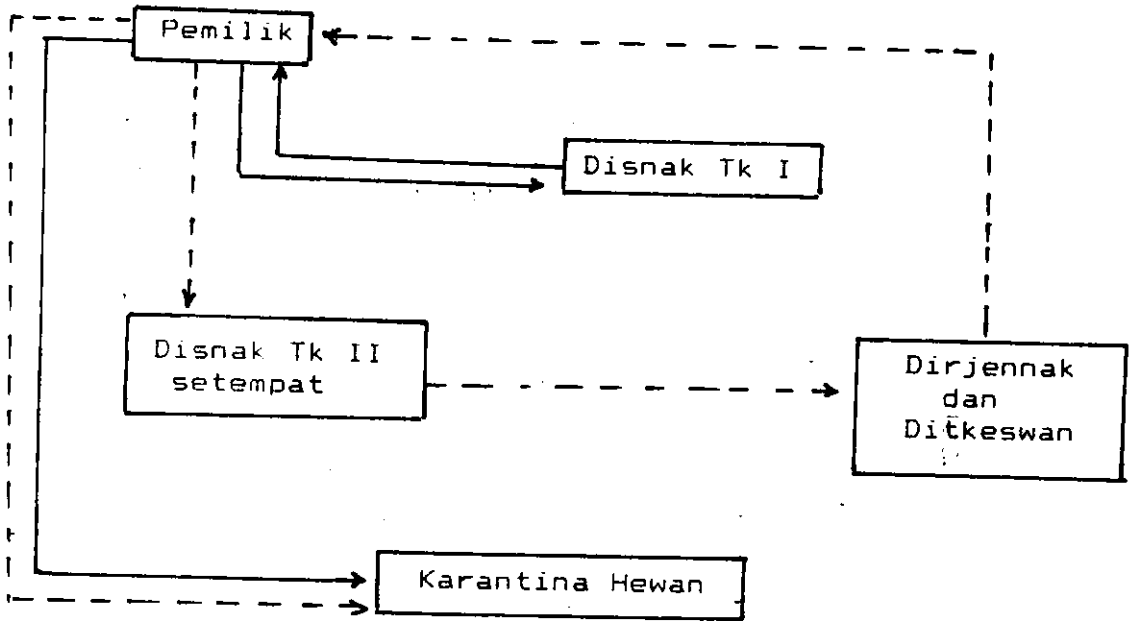 Pemilik
Disnak Tk I
Disnak Tk II
setempat
Dirjennak
dan
Ditkeswan
Karantina Hewan